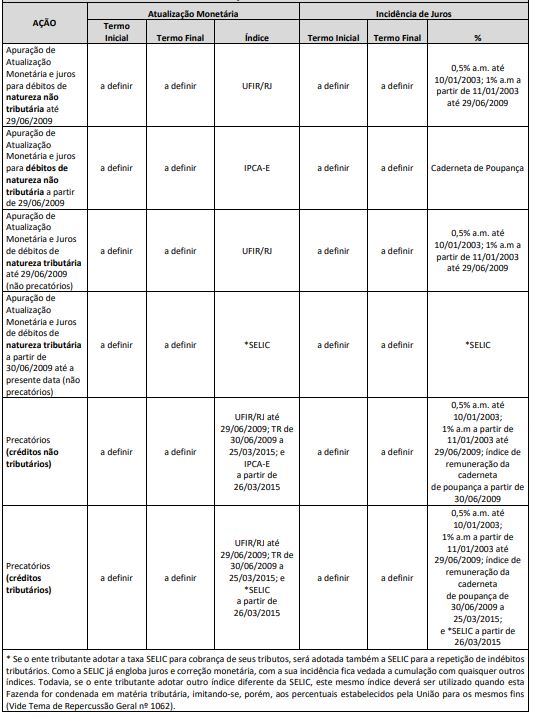 AÇÃO
Atualização Monetária
Incidência de Juros
Termo
Inicial
Termo Final
Índice
Termo Inicial
Termo Final
%
Apuração de
Atualização
Monetária e juros
para débitos de
natureza não
tributária até
29/06/2009
a definir
a definir
UFIR/RJ
a definir
a definir
0,5% a.m. até
10/01/2003; 1% a.m a
partir de 11/01/2003
até 29/06/2009
Apuração de
Atualização
Monetária e juros
para débitos de
natureza não
tributária a partir
de 29/06/2009
a definir
a definir
IPCA-E
a definir
a definir
Caderneta de Poupança
Apuração de
Atualização
Monetária e Juros
de débitos de
natureza tributária
até 29/06/2009
(não precatórios)
a definir
a definir
UFIR/RJ
a definir
a definir
0,5% a.m. até
10/01/2003; 1% a.m a
partir de 11/01/2003
até 29/06/2009
Apuração de
Atualização
Monetária e Juros
de débitos de
natureza tributária
a partir de
30/06/2009 até a
presente data (não
precatórios)
a definir
a definir
*SELIC
a definir
a definir
*SELIC
Precatórios
(créditos não
tributários)
a definir
a definir
UFIR/RJ até
29/06/2009; TR de
30/06/2009 a
25/03/2015; e
IPCA-E
a partir de
26/03/2015
a definir
a definir
0,5% a.m. até
10/01/2003;
1% a.m a partir de
11/01/2003 até
29/06/2009; índice de
remuneração da
caderneta
de poupança a partir de
30/06/2009
Precatórios
(créditos
tributários)
a definir
a definir
UFIR/RJ até
29/06/2009; TR de
30/06/2009 a
25/03/2015; e
*SELIC
a partir de
26/03/2015
a definir
a definir
0,5% a.m. até
10/01/2003;
1% a.m a partir de
11/01/2003 até
29/06/2009; índice de
remuneração da
caderneta
de poupança de
30/06/2009 a
25/03/2015;
e *SELIC a partir de
26/03/2015
* Se o ente tributante adotar a taxa SELIC para cobrança de seus tributos, será adotada também a SELIC para a repetição de indébitos
tributários. Como a SELIC já engloba juros e correção monetária, com a sua incidência fica vedada a cumulação com quaisquer outros
índices. Todavia, se o ente tributante adotar outro índice diferente da SELIC, este mesmo índice deverá ser utilizado quando esta
Fazenda for condenada em matéria tributária, imitando-se, porém, aos percentuais estabelecidos pela União para os mesmos fins
(Vide Tema de Repercussão Geral nº 1062).